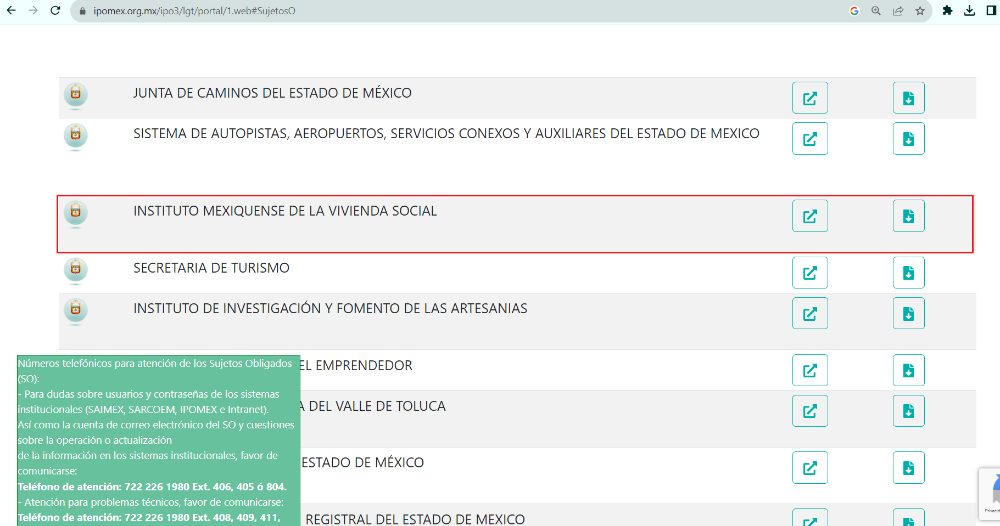 ipomex.org.mx/ipo3/lgt/portal/1.web#SujetosO
JUNTA DE CAMINOS DEL ESTADO DE MÉXICO
SISTEMA DE AUTOPISTAS, AEROPUERTOS, SERVICIOS CONEXOS Y AUXILIARES DEL ESTADO DE MEXICO
INSTITUTO MEXIQUENSE DE LA VIVIENDA SOCIAL
SECRETARIA DE TURISMO
INSTITUTO DE INVESTIGACIÓN Y FOMENTO DE LAS ARTESANIAS
EL EMPRENDEDOR
A DEL VALLE DE TOLUCA
ESTADO DE MÉXICO
REGISTRAL DEL ESTADO DE MEXICO
Números telefónicos para atención de los Sujetos Obligados
(SO):
- Para dudas sobre usuarios y contraseñas de los sistemas
institucionales (SAIMEX, SARCOEM, IPOMEX e Intranet).
Así como la cuenta de correo electrónico del SO y cuestiones
sobre la operación o actualización
de la información en los sistemas institucionales, favor de
comunicarse:
Teléfono de atención: 722 226 1980 Ext. 406, 405 ó 804.
- Atención para problemas técnicos, favor de comunicarse:
Teléfono de atención: 722 226 1980 Ext. 408, 409, 411,
Privacid